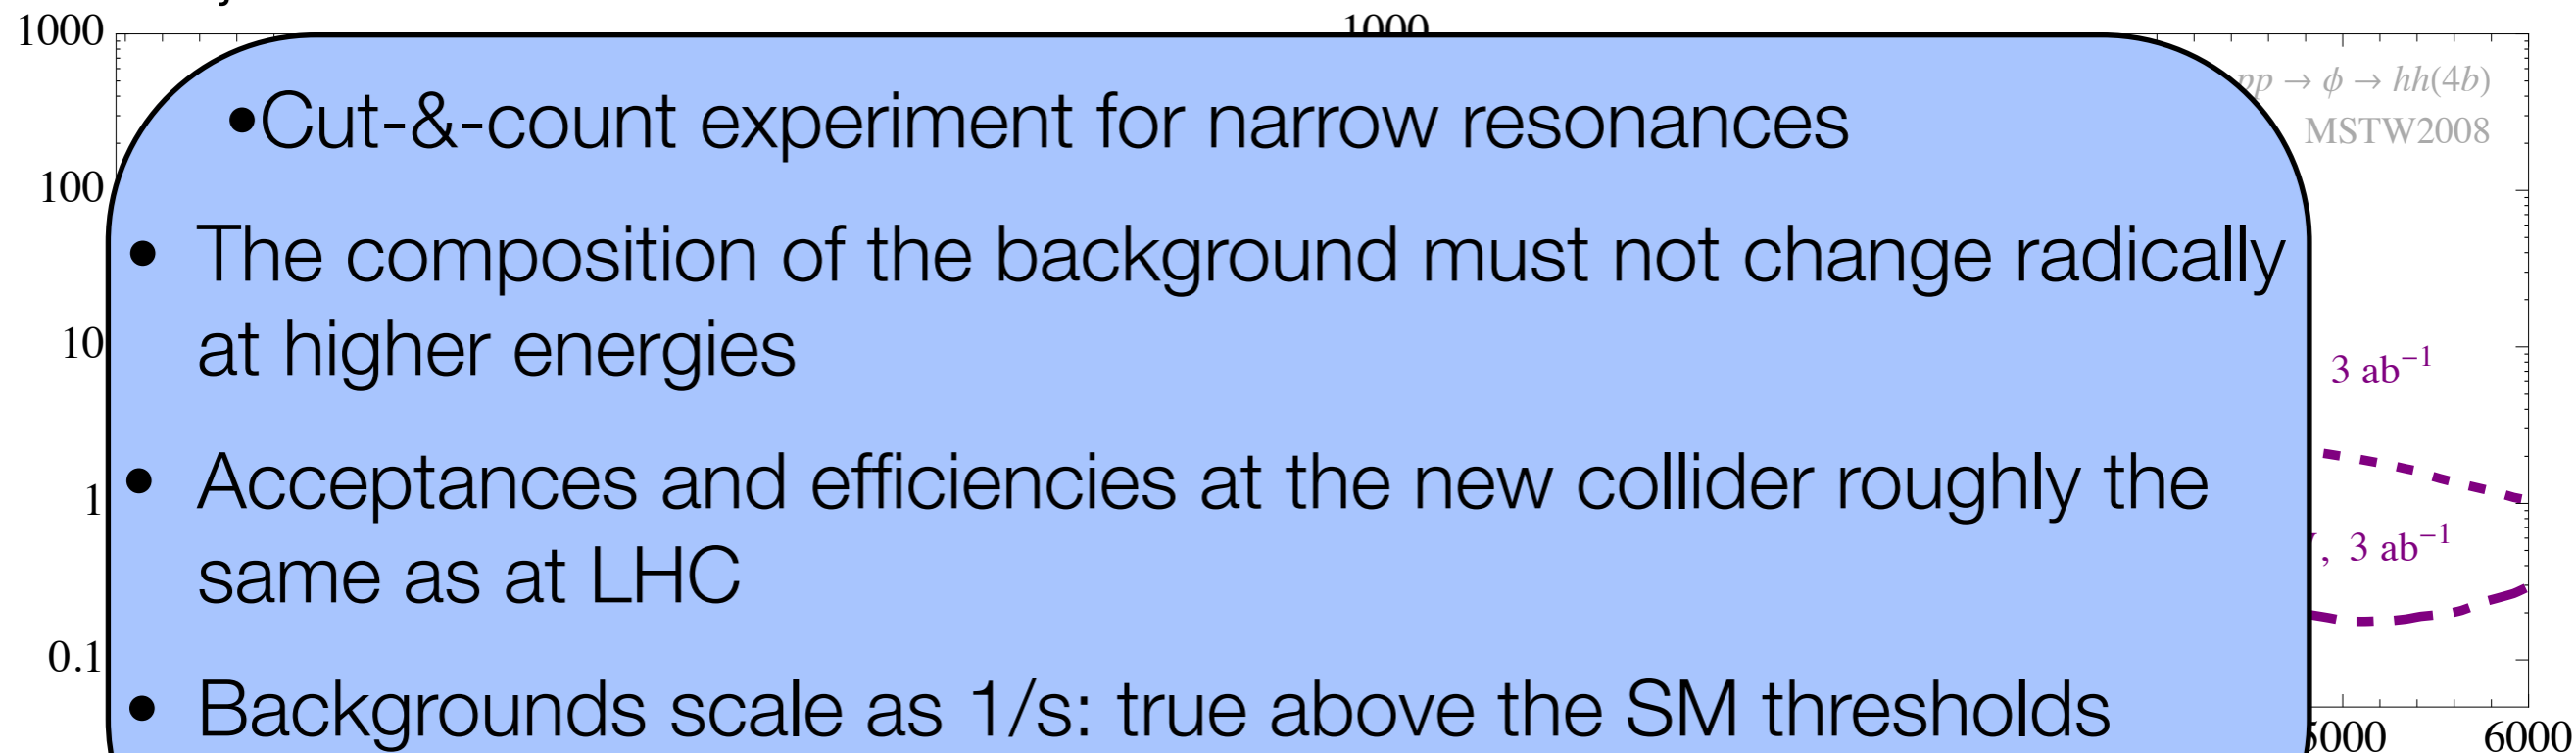 1000
1000
pp → ϕ → hh(4b)
•Cut-&-count experiment for narrow resonances
MSTW2008
100
• The composition of the background must not change radically
at higher energies
10
3 ab⁻¹
• Acceptances and efficiencies at the new collider roughly the
1
same as at LHC
, 3 ab⁻¹
0.1
• Backgrounds scale as 1/s: true above the SM thresholds
5000 6000